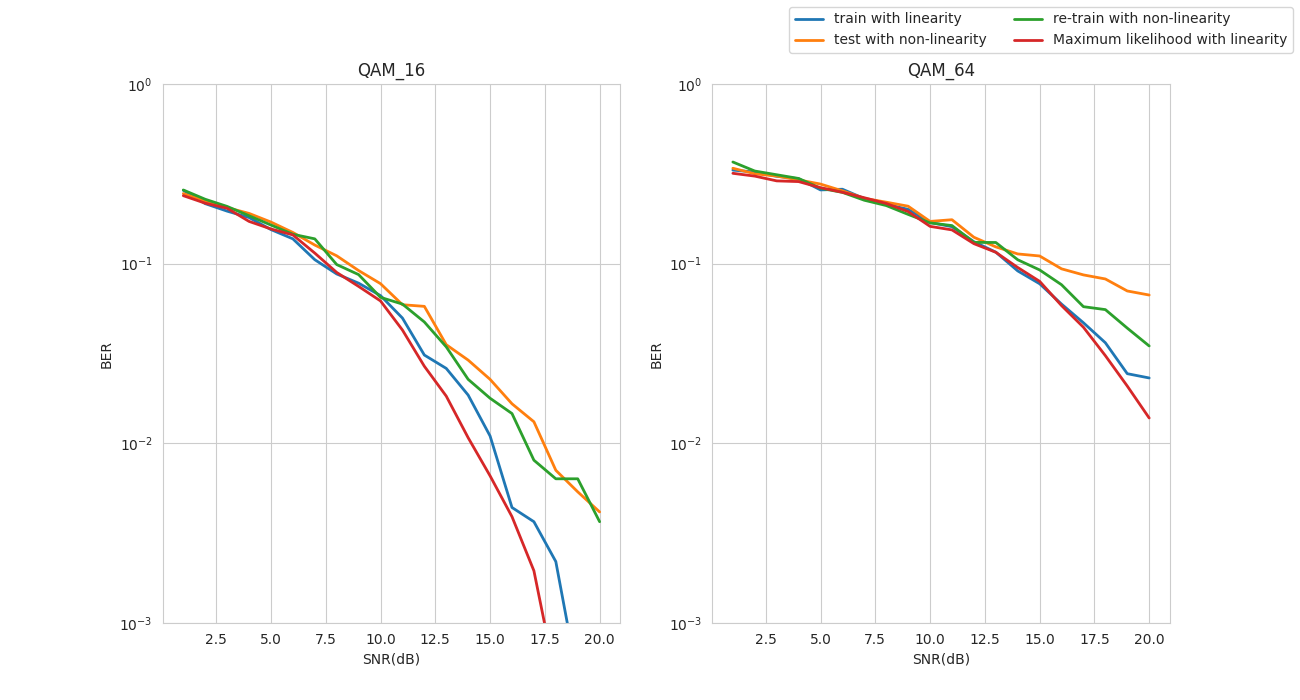 train with linearity
test with non-linearity
re-train with non-linearity
Maximum likelihood with linearity
QAM_16
10⁰
10⁻¹
10⁻²
10⁻³
BER
2.5 5.0 7.5 10.0 12.5 15.0 17.5 20.0
SNR(dB)
QAM_64
10⁰
10⁻¹
10⁻²
10⁻³
BER
2.5 5.0 7.5 10.0 12.5 15.0 17.5 20.0
SNR(dB)